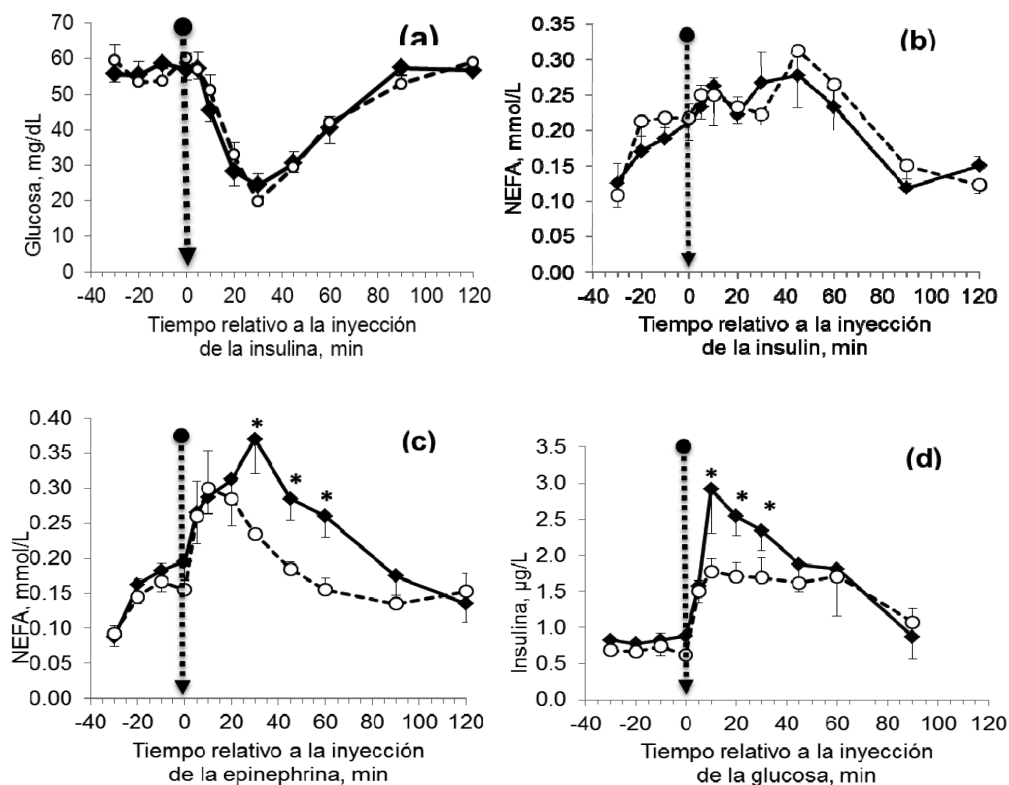 (a)
Glucosa, mg/dL
70
60
50
40
30
20
10
0
-40 -20 0 20 40 60 80 100 120
Tiempo relativo a la inyección
de la insulina, min
(b)
NEFA, mmol/L
0.35
0.30
0.25
0.20
0.15
0.10
0.05
0.00
-40 -20 0 20 40 60 80 100 120
Tiempo relativo a la inyección
de la insulin, min
(c)
NEFA, mmol/L
0.40
0.35
0.30
0.25
0.20
0.15
0.10
0.05
0.00
* * *
-40 -20 0 20 40 60 80 100 120
Tiempo relativo a la inyección
de la epinephrina, min
(d)
Insulina, µg/L
3.5
3.0
2.5
2.0
1.5
1.0
0.5
0.0
* * *
-40 -20 0 20 40 60 80 100 120
Tiempo relativo a la inyección
de la glucosa, min